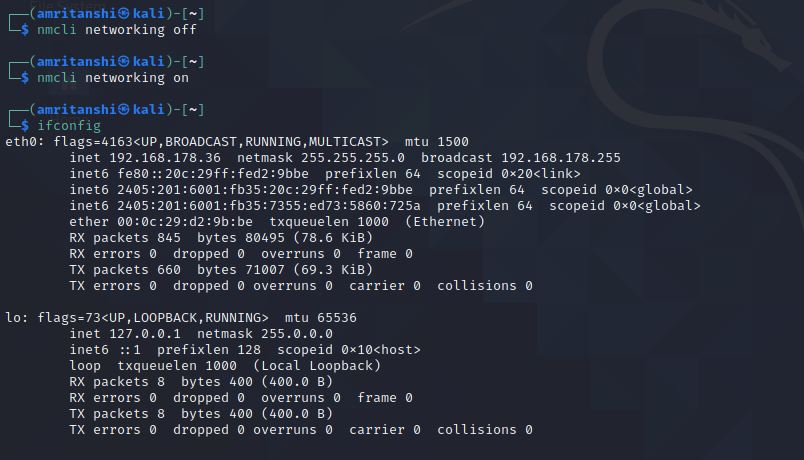 ┌──(amritanshi㉿kali)-[~]
└─$ nmcli networking off
┌──(amritanshi㉿kali)-[~]
└─$ nmcli networking on
┌──(amritanshi㉿kali)-[~]
└─$ ifconfig
eth0: flags=4163<UP,BROADCAST,RUNNING,MULTICAST>  mtu 1500
        inet 192.168.178.36  netmask 255.255.255.0  broadcast 192.168.178.255
        inet6 fe80::20c:29ff:fed2:9bbe  prefixlen 64  scopeid 0×20<link>
        inet6 2405:201:6001:fb35:20c:29ff:fed2:9bbe  prefixlen 64  scopeid 0×0<global>
        inet6 2405:201:6001:fb35:7355:ed73:5860:725a  prefixlen 64  scopeid 0×0<global>
        ether 00:0c:29:d2:9b:be  txqueuelen 1000  (Ethernet)
        RX packets 845  bytes 80495 (78.6 KiB)
        RX errors 0  dropped 0  overruns 0  frame 0
        TX packets 660  bytes 71007 (69.3 KiB)
        TX errors 0  dropped 0 overruns 0  carrier 0  collisions 0
lo: flags=73<UP,LOOPBACK,RUNNING>  mtu 65536
        inet 127.0.0.1  netmask 255.0.0.0
        inet6 ::1  prefixlen 128  scopeid 0×10<host>
        loop  txqueuelen 1000  (Local Loopback)
        RX packets 8  bytes 400 (400.0 B)
        RX errors 0  dropped 0  overruns 0  frame 0
        TX packets 8  bytes 400 (400.0 B)
        TX errors 0  dropped 0 overruns 0  carrier 0  collisions 0